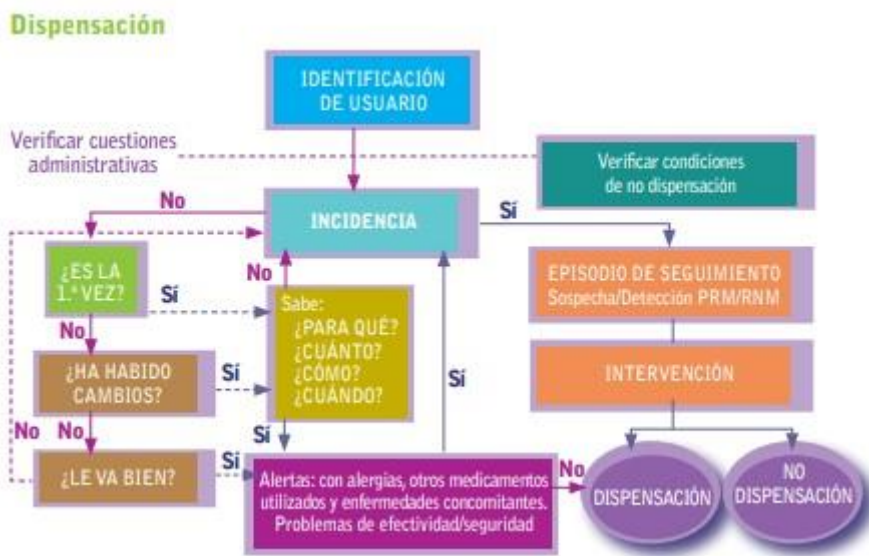 Dispensación
IDENTIFICACIÓN
DE USUARIO
Verificar cuestiones
administrativas
Verificar condiciones
de no dispensación
No
INCIDENCIA
Sí
¿ES LA
1.ª VEZ?
Sí
No
No
Sabe:
¿PARA QUÉ?
¿CUÁNTO?
¿CÓMO?
¿CUÁNDO?
EPISODIO DE SEGUIMIENTO
Sospecha/Detección PRM/RNM
¿HA HABIDO
CAMBIOS?
Sí
Sí
INTERVENCIÓN
No
No
Sí
¿LE VA BIEN?
Sí
Alertas: con alergias, otros medicamentos
utilizados y enfermedades concomitantes.
Problemas de efectividad/seguridad
No
DISPENSACIÓN
NO
DISPENSACIÓN